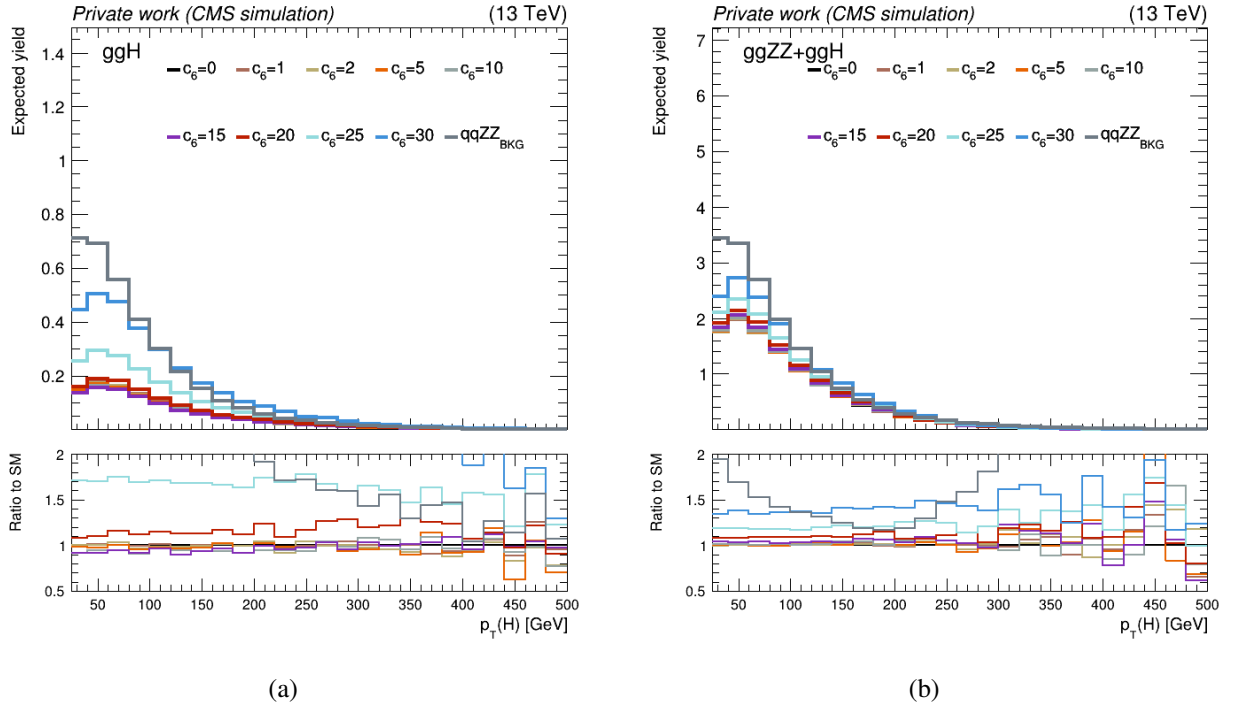 Private work (CMS simulation) (13 TeV)
Expected yield
ggH
c6=0 c6=1 c6=2 c6=5 c6=10
c6=15 c6=20 c6=25 c6=30 qqZZBKG
1.4
1.2
1
0.8
0.6
0.4
0.2
Ratio to SM
2
1.5
1
0.5
50 100 150 200 250 300 350 400 450 500
pT(H) [GeV]
(a)
Private work (CMS simulation) (13 TeV)
Expected yield
ggZZ+ggH
c6=0 c6=1 c6=2 c6=5 c6=10
c6=15 c6=20 c6=25 c6=30 qqZZBKG
7
6
5
4
3
2
1
Ratio to SM
2
1.5
1
0.5
50 100 150 200 250 300 350 400 450 500
pT(H) [GeV]
(b)